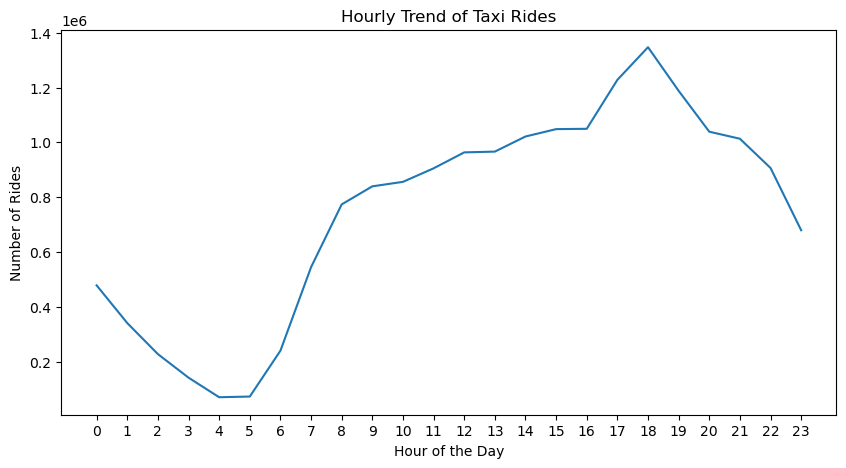 Hourly Trend of Taxi Rides
1e6
1.4
1.2
1.0
0.8
0.6
0.4
0.2
Number of Rides
0 1 2 3 4 5 6 7 8 9 10 11 12 13 14 15 16 17 18 19 20 21 22 23
Hour of the Day